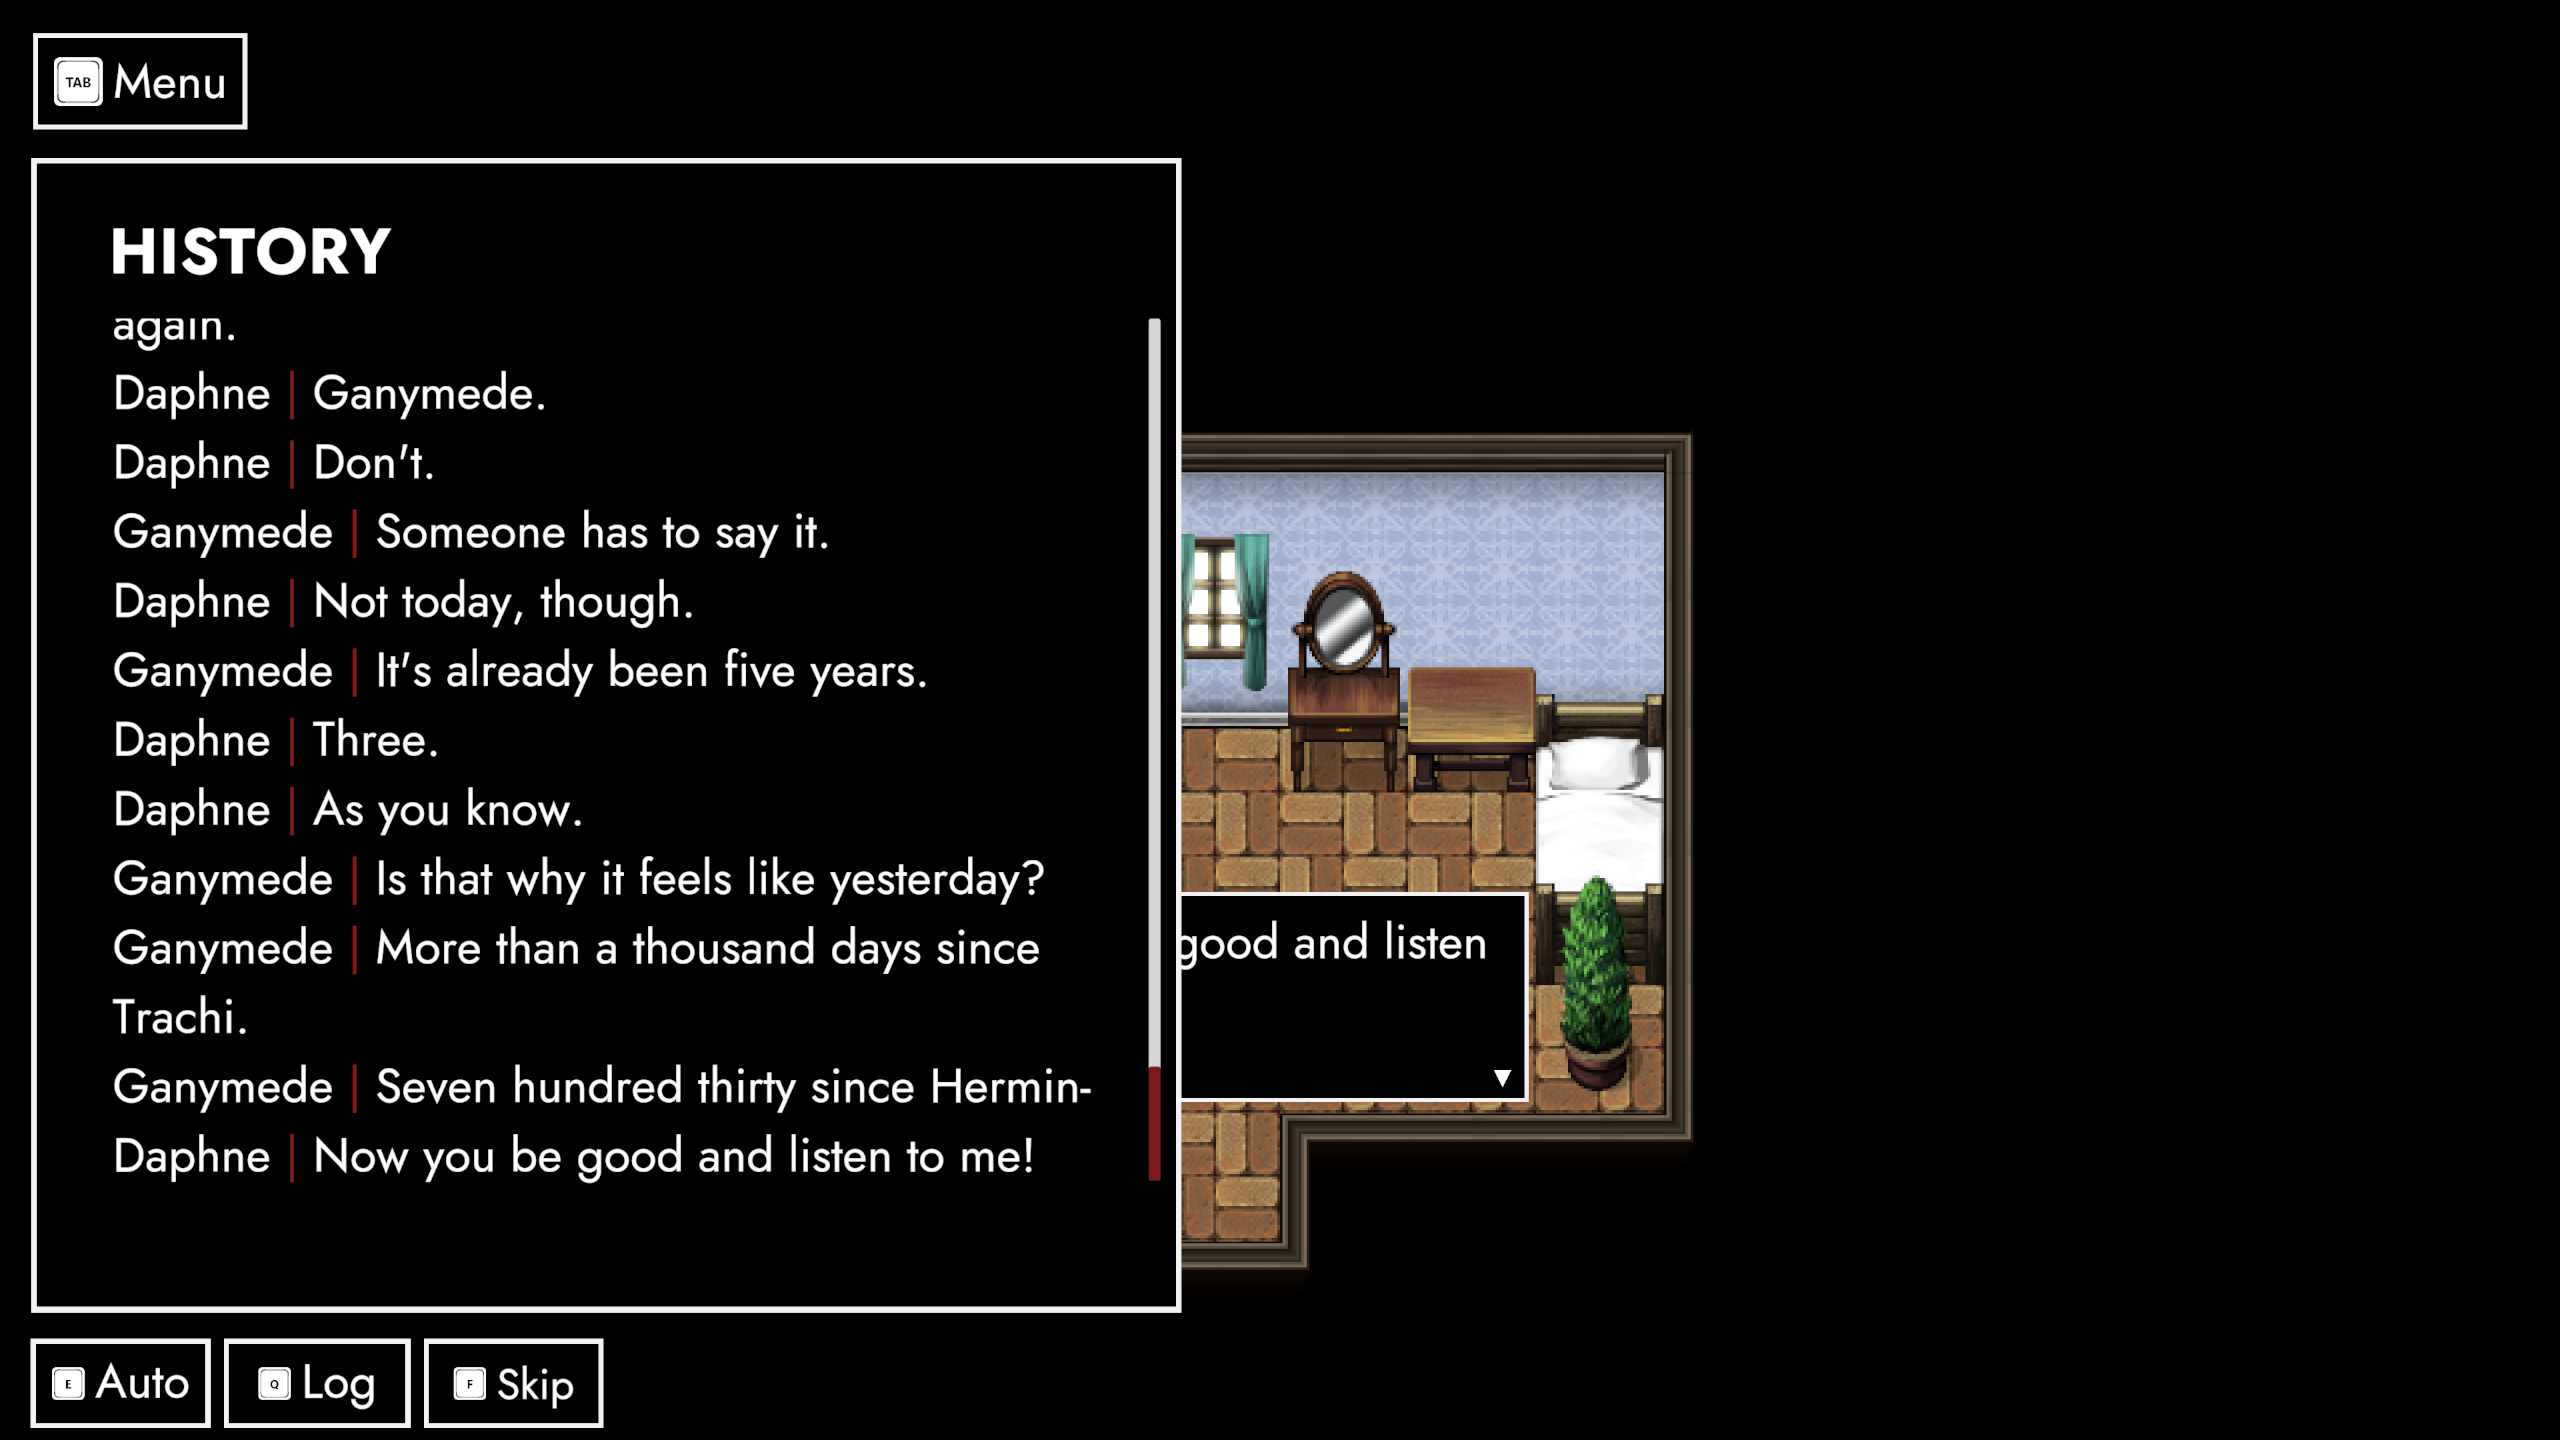 TAB Menu
HISTORY
again.
Daphne | Ganymede.
Daphne | Don't.
Ganymede | Someone has to say it.
Daphne | Not today, though.
Ganymede | It's already been five years.
Daphne | Three.
Daphne | As you know.
Ganymede | Is that why it feels like yesterday?
Ganymede | More than a thousand days since
Trachi.
Ganymede | Seven hundred thirty since Hermin-
Daphne | Now you be good and listen to me!
good and listen
E Auto
Q Log
F Skip